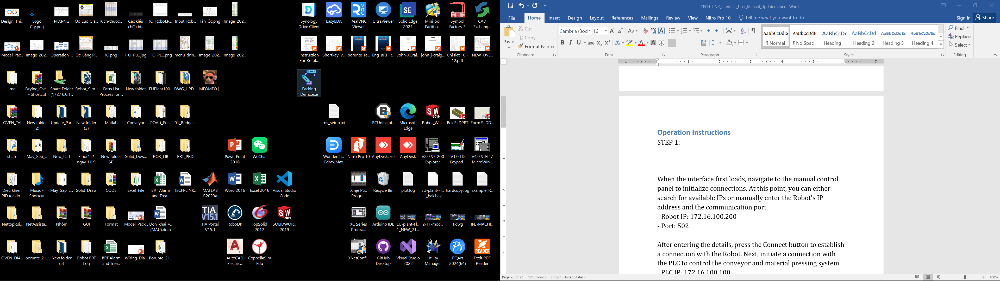 Design_Thi...
Logo Cty.png
PID.PNG
Ốc_Lục_Giá...
Kich-thuoc...
Các kiểu chứa bi...
IO_Robot.P...
Input_Rob...
Tán_Ốc.png
Image_202...
Synology Drive Client
EasyEDA
RealVNC Viewer
UltraViewer
Solid Edge 2024
MiniTool Partitio...
Symbol Factory 3
CAD Exchang...
Model_Pac...
Image_202...
Operation_...
Ốc_Bằng.P...
IO.png
I_O_PLC.jpg
I_O_PLC.png
menu_drin...
Image_202...
Image_202...
Instruction For Rotat...
Shortkey_V...
borunte_re...
Eng_BRT_R...
John-J.Crai...
john-j-craig...
Chi tiet 10 - 12.pdf
NEW_OVE...
Img
Drying_Ove... - Shortcut
Share Folder (172.16.0.1...
Robot_Sim...
Parts List Process for ...
New folder
EUPlant100...
DWG_UPD...
MEOMEO.j...
Packing Demo.exe
OVEN_TAI
New folder (2)
Update_Part
New folder (3)
Matlab
Conveyor
PQArt_Ent...
01_Budget...
ros_setup.txt
BCUninstal...
Microsoft Edge
Robot_Wit...
Box.SLDPRT
Form.SLDD...
share
May_Xep_...
New_Part
Floor1-2 ngay 11-9
New folder (4)
Solid_Dow...
ROS_LIB
BRT_PRD
PowerPoint 2016
WeChat
Wondersh... EdrawMax
Nitro Pro 10
AnyDesk.exe
AnyDesk
V2.0 S7-200 Explorer
V1.0 TD Keypad...
V4.0 STEP 7 MicroWIN...
Dieu khien PID toc do...
Music - Shortcut
May_Sap_L...
Solid_Draw
CODE
Excel_File
BRT Alarm and Trea...
TECH-LINK...
MATLAB R2023a
Word 2016
Excel 2016
Visual Studio Code
Xinje PLC Progra...
Recycle Bin
plot.log
EU-plant-Fl... 1_bak.bak
hardcopy.log
Example_R...
Nettoplcsi...
NetAssista...
Nhôm
GUI
Format
Model_Pack...
Don_khai_v... (MAU).docx
TIA Portal V15.1
RoboDK
TopSolid 2012
SOLIDWOR... 2019
XC Series Progra...
Arduino IDE
EU-plant-Fl... 1_NEW_21....
2-1F-mod...
1.dwg
INJ-MACHI...
OVEN_DIA...
borunte-21...
New folder (5)
Robot BRT Log
BRT Alarm and Trea...
Wiring_Dia...
Borunte_21...
AutoCAD Electric...
CoppeliaSim Edu
XNetConfi...
GitHub Desktop
Visual Studio 2022
Utility Manager
PQArt 2024(64)
Foxit PDF Reader
TECH-LINK_Interface_User_Manual_Updated.docx - Word
File Home Insert Design Layout References Mailings Review View Nitro Pro 10 Tell me what you want to do... Sign in Share
Paste
Cut
Copy
Format Painter
Cambria (Bod 16
AaBbCcDdEe ¶ Normal
AaBbCcDdEe ¶ No Spaci...
AaBbCcDc Heading 1
AaBbCcDd Heading 2
AaBbCcDdEe Heading 3
AaBbCcDdEe Heading 4
Find
Replace
Select
Clipboard Font Paragraph Styles Editing
Operation Instructions
STEP 1:
When the interface first loads, navigate to the manual control
panel to initialize connections. At this point, you can either
search for available IPs or manually enter the Robot's IP
address and the communication port.
- Robot IP: 172.16.100.200
- Port: 502
After entering the details, press the Connect button to establish
a connection with the Robot. Next, initiate a connection with
the PLC to control the conveyor and material pressing system.
- PLC IP: 172.16.100.100
Page 20 of 22 1240 words English (United States) 100%